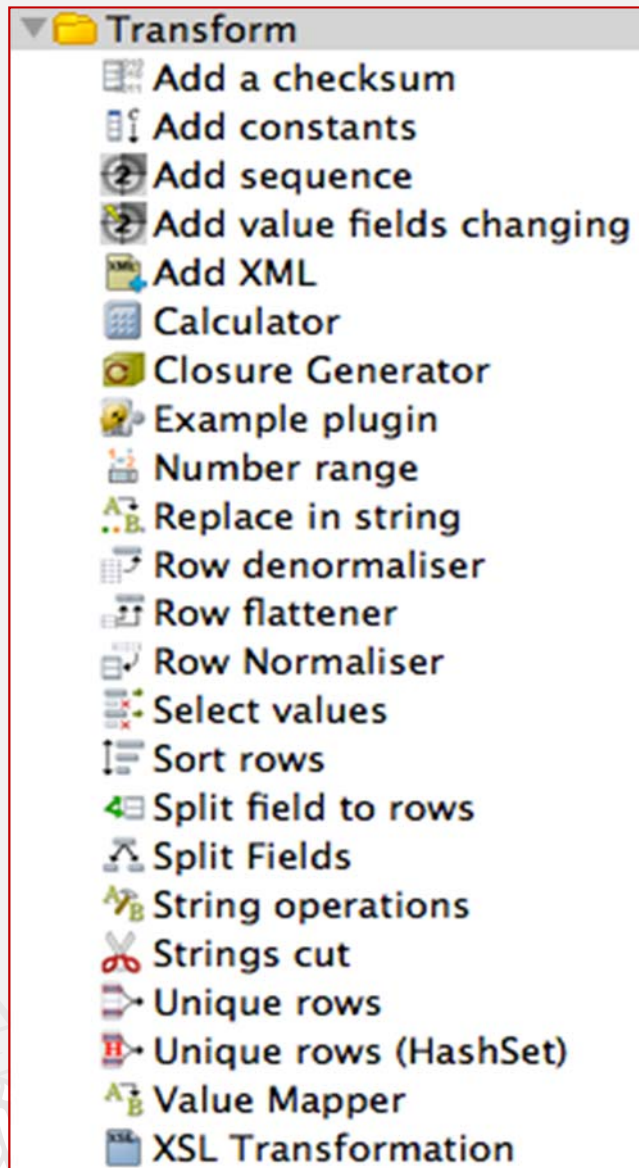 Transform
Add a checksum
Add constants
Add sequence
Add value fields changing
Add XML
Calculator
Closure Generator
Example plugin
Number range
Replace in string
Row denormaliser
Row flattener
Row Normaliser
Select values
Sort rows
Split field to rows
Split Fields
String operations
Strings cut
Unique rows
Unique rows (HashSet)
Value Mapper
XSL Transformation